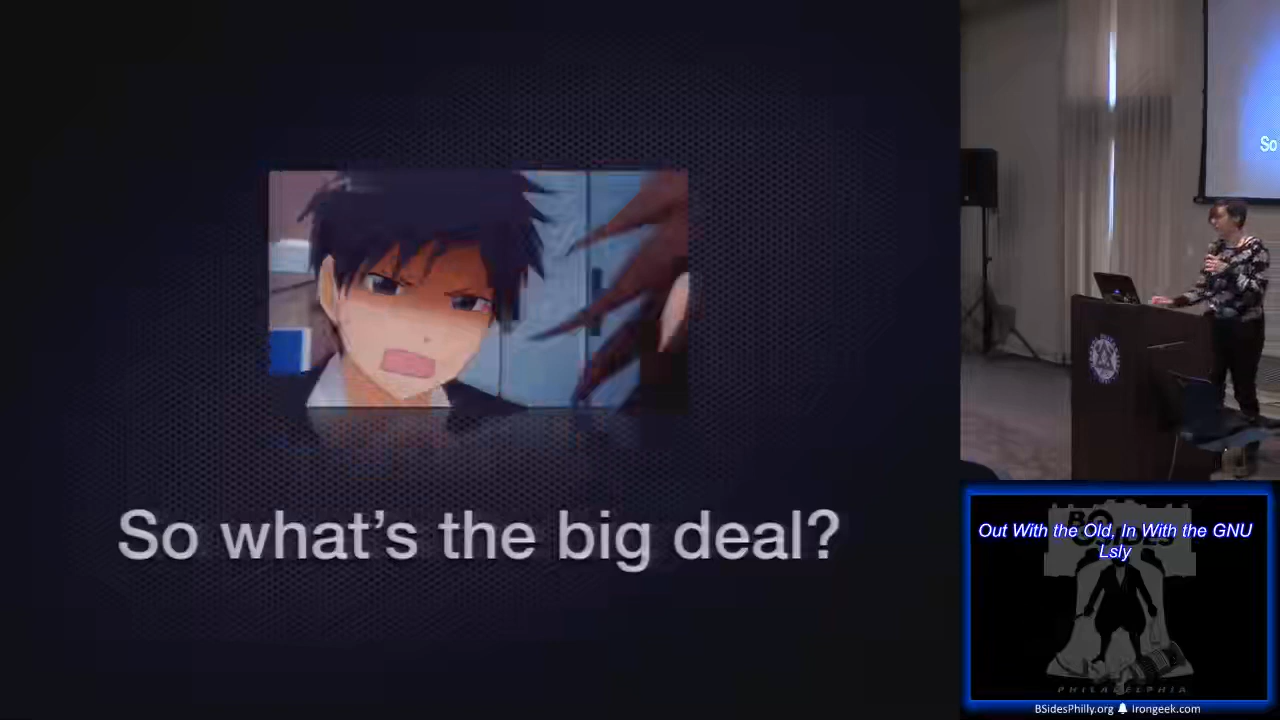 So what's the big deal?
So
Out With the Old, In With the GNU
Lsly
BSIDES
PHILADELPHIA
BSidesPhilly.org Irongeek.com